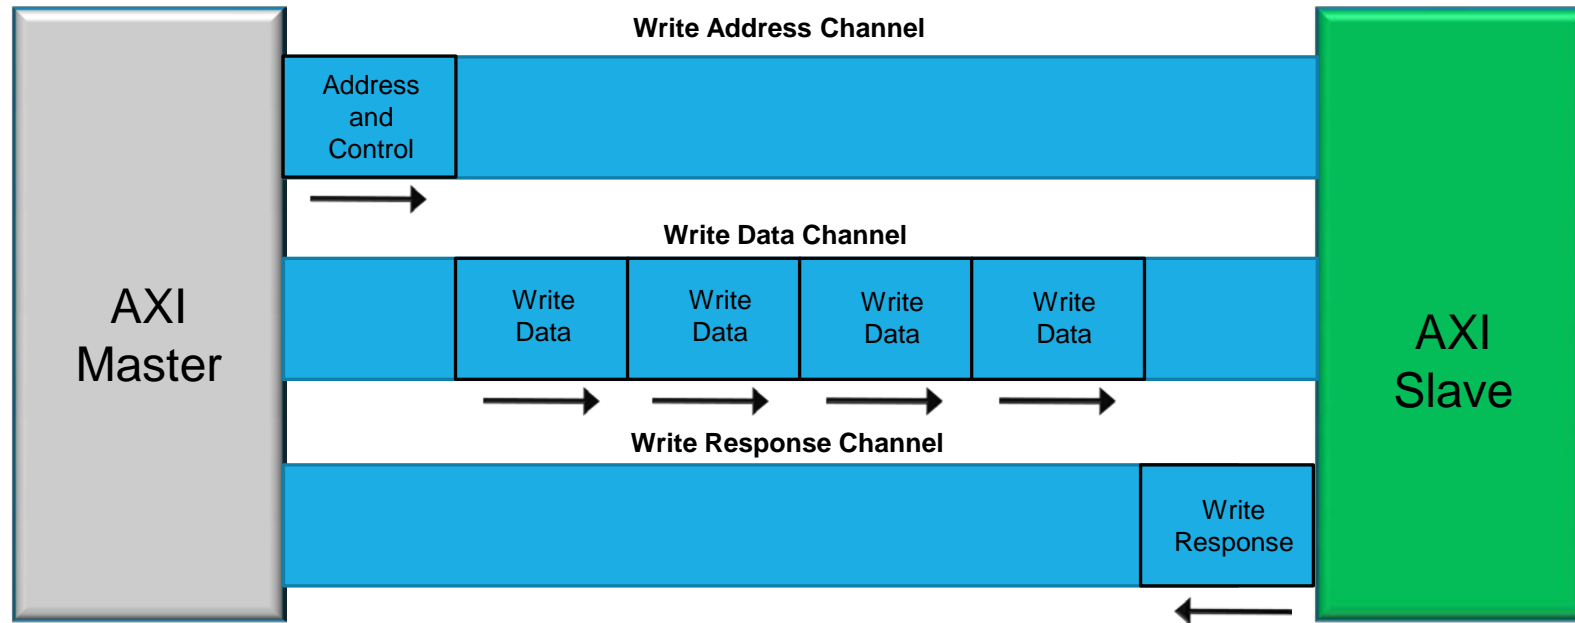 Write Address Channel
Address
and
Control
Write Data Channel
Write
Data
Write
Data
Write
Data
Write
Data
AXI
Master
AXI
Slave
Write Response Channel
Write
Response